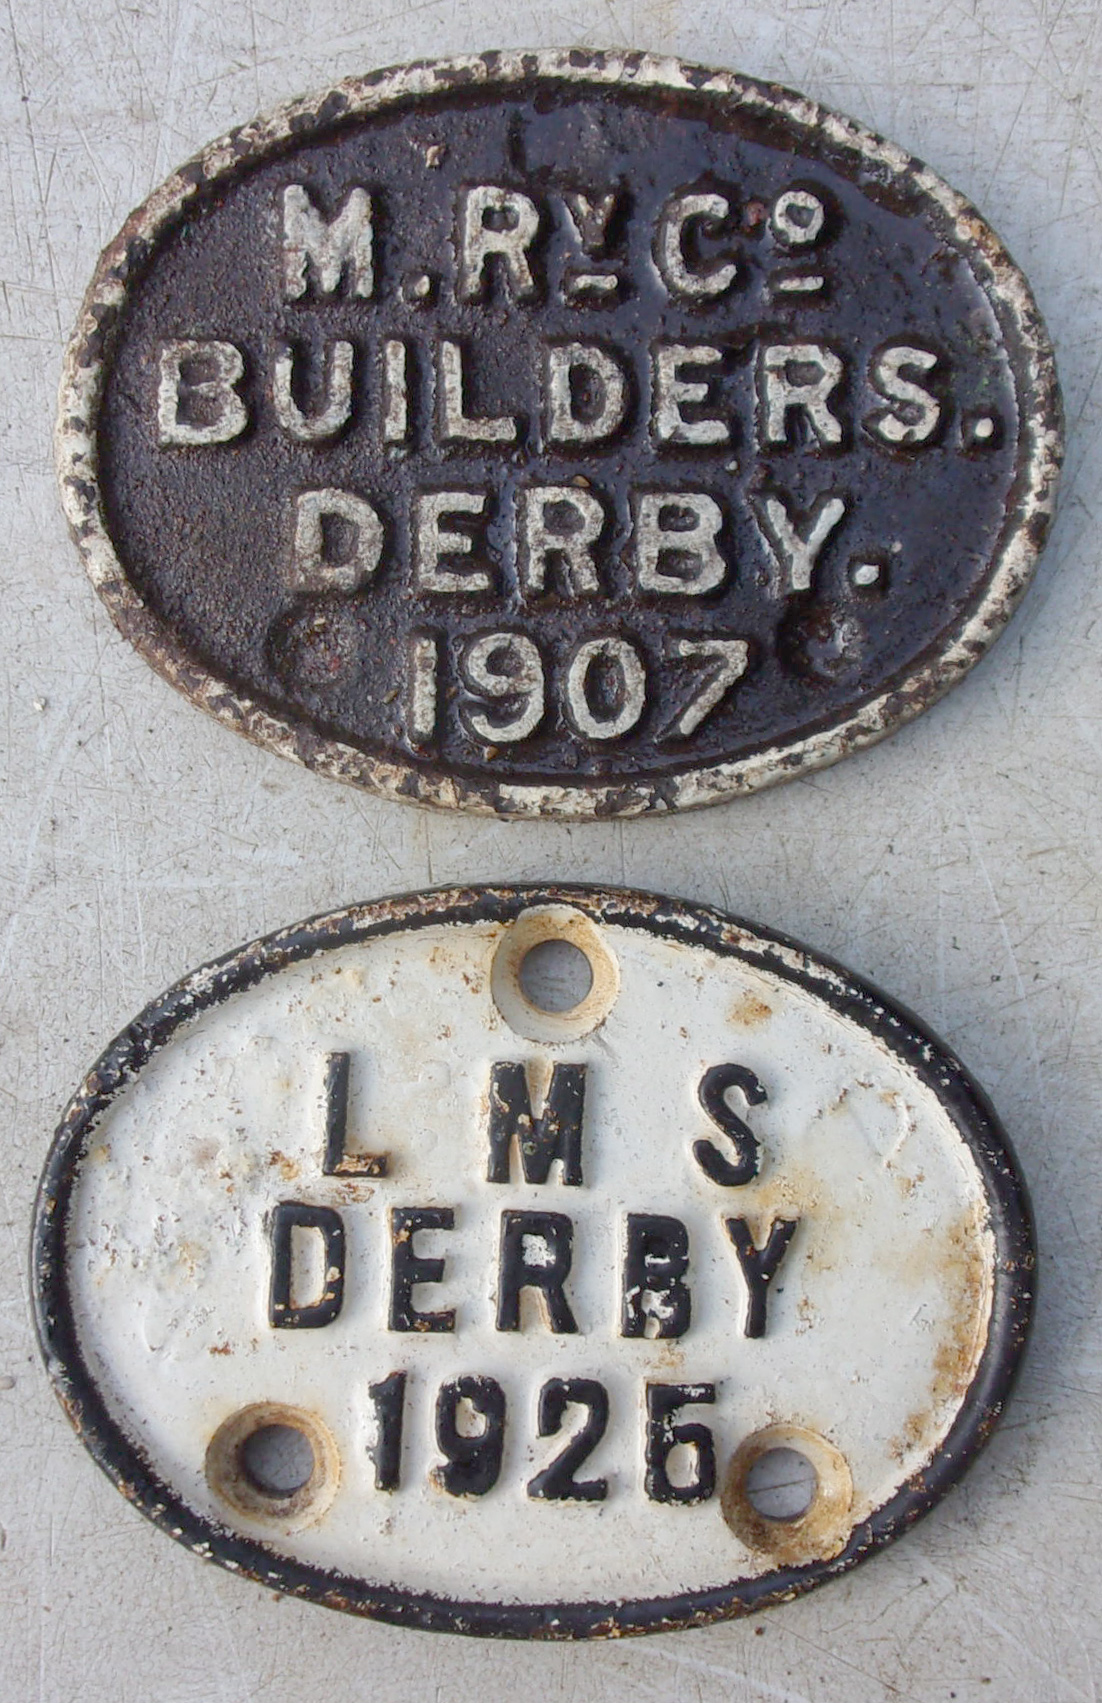 M. Ry Co
BUILDERS.
DERBY.
1907
L M S
DERBY
1925